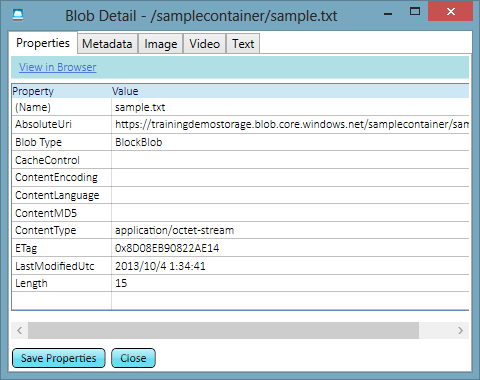 Blob Detail - /samplecontainer/sample.txt
Properties Metadata Image Video Text
View in Browser
Property Value
(Name) sample.txt
AbsoluteUri https://trainingdemostorage.blob.core.windows.net/samplecontainer/sam
Blob Type BlockBlob
CacheControl
ContentEncoding
ContentLanguage
ContentMD5
ContentType application/octet-stream
ETag 0x8D08EB90822AE14
LastModifiedUtc 2013/10/4 1:34:41
Length 15
Save Properties Close